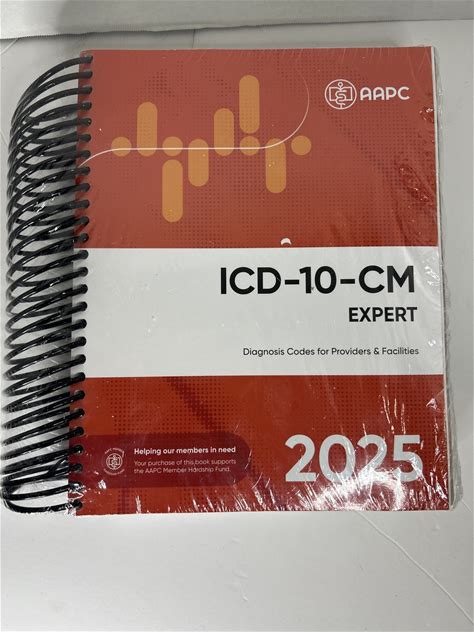 AAPC
ICD-10-CM
EXPERT
Diagnosis Codes for Providers & Facilities
Helping our members in need
Your purchase of this book supports
the AAPC Member Hardship Fund.
2025